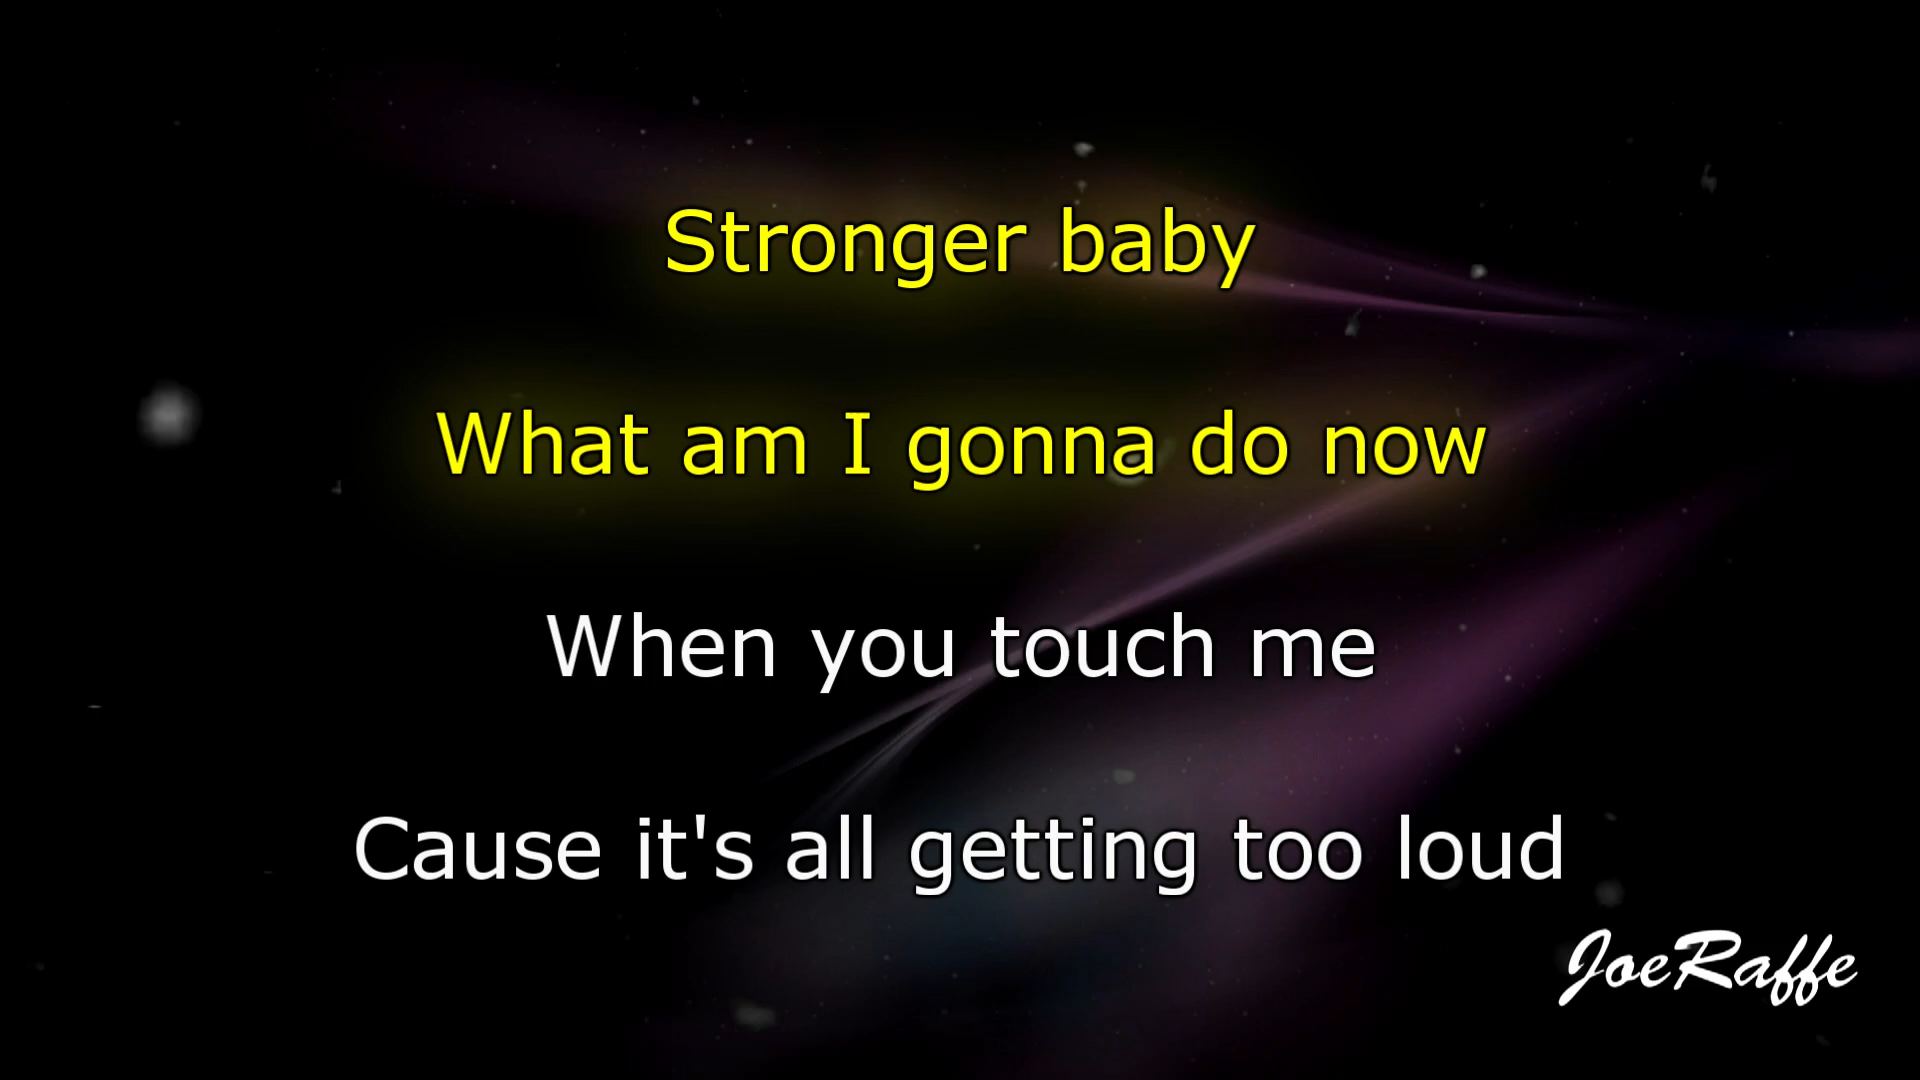 Stronger baby
What am I gonna do now
When you touch me
Cause it's all getting too loud
JoeRaffe